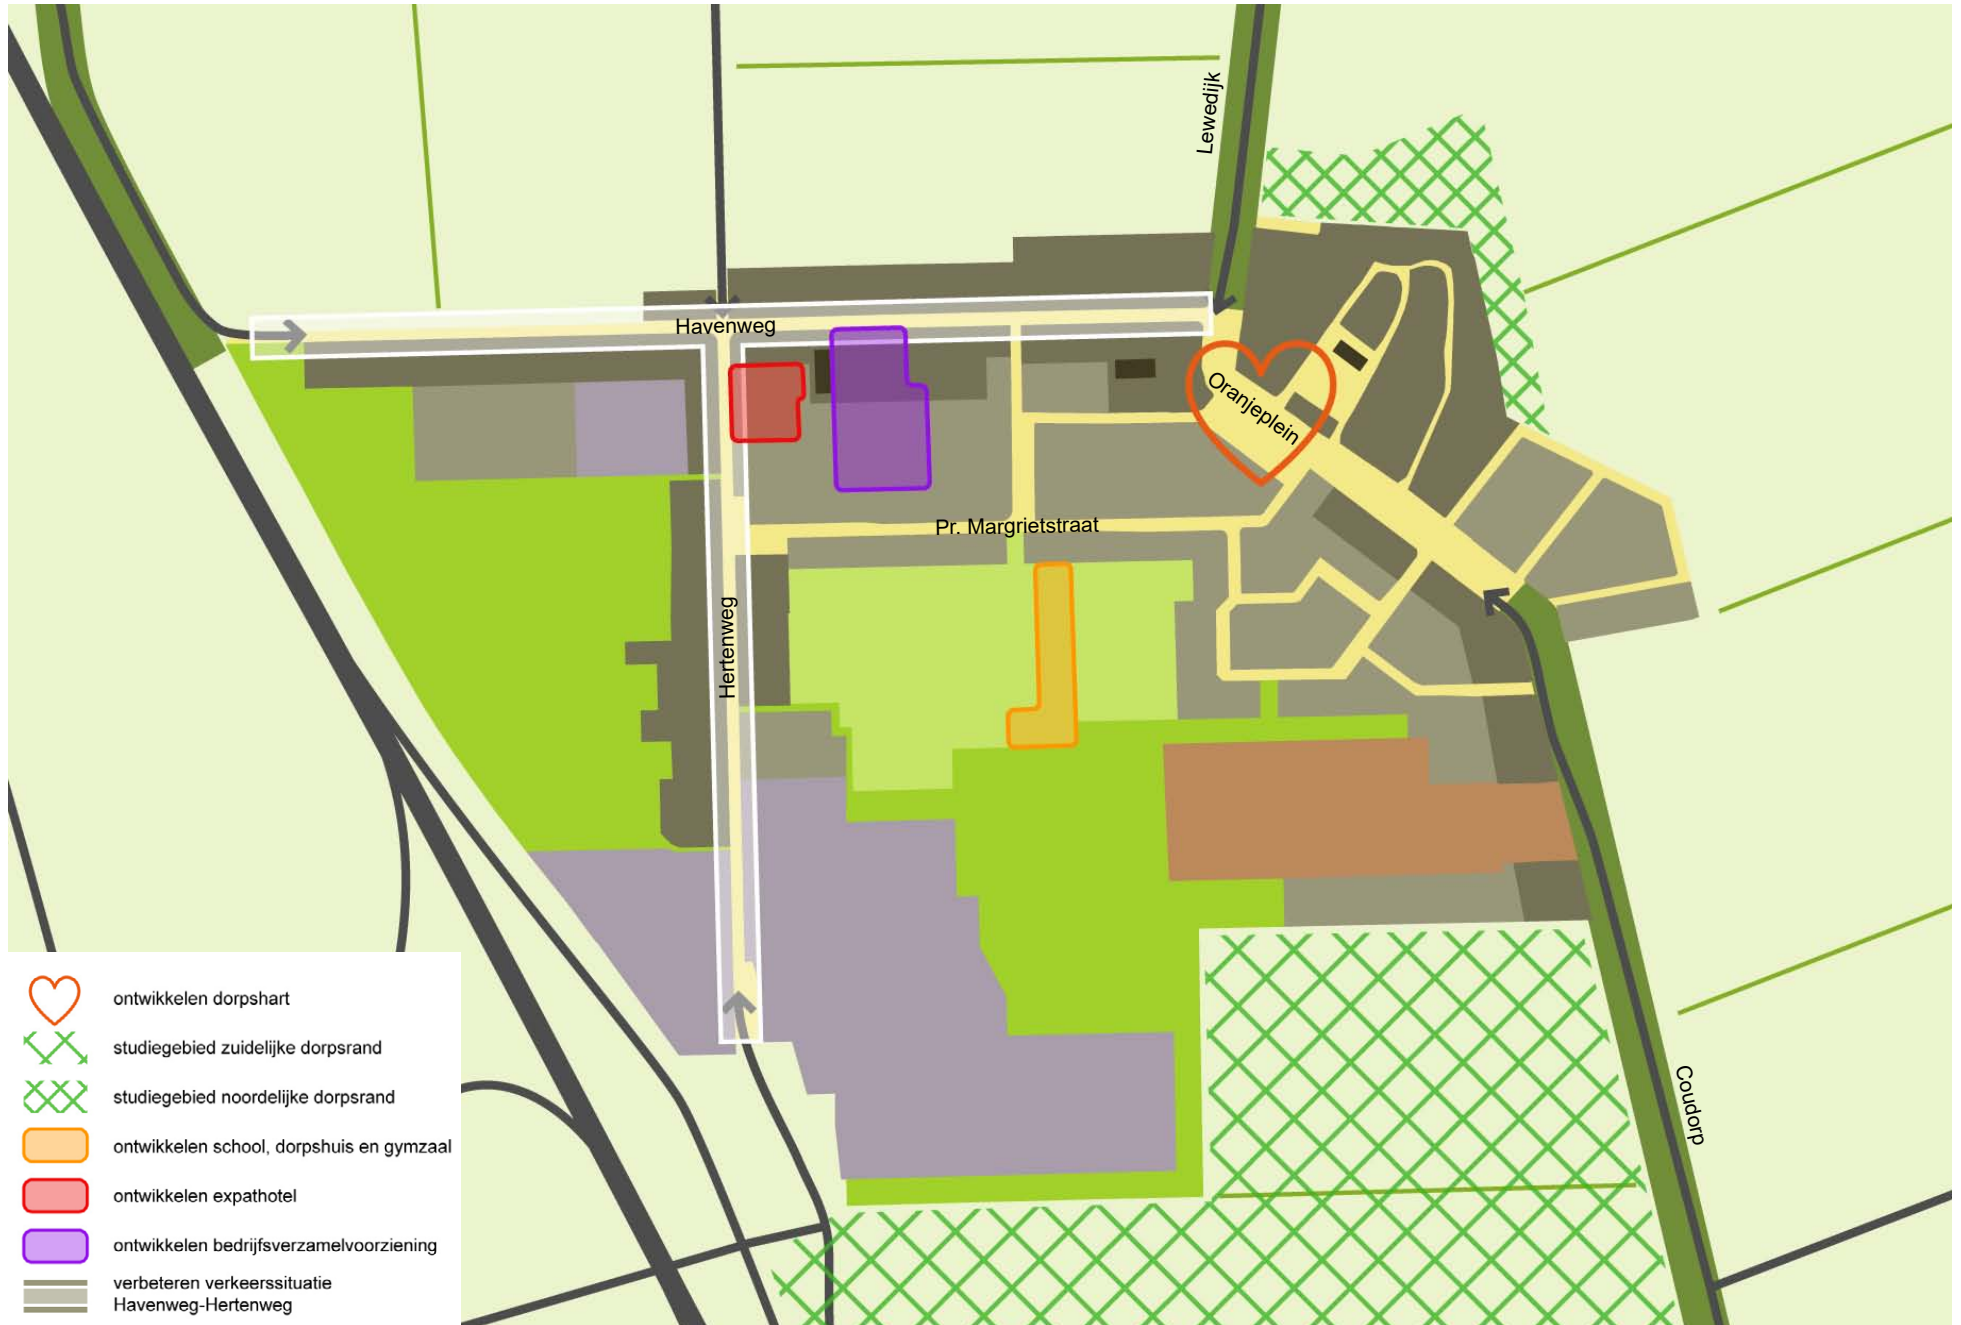 Lewedijk
Havenweg
Oranjeplein
Pr. Margrietstraat
Hertenweg
Coudorp
ontwikkelen dorpshart
studiegebied zuidelijke dorpsrand
studiegebied noordelijke dorpsrand
ontwikkelen school, dorpshuis en gymzaal
ontwikkelen expathotel
ontwikkelen bedrijfsverzamelvoorziening
verbeteren verkeerssituatie
Havenweg-Hertenweg